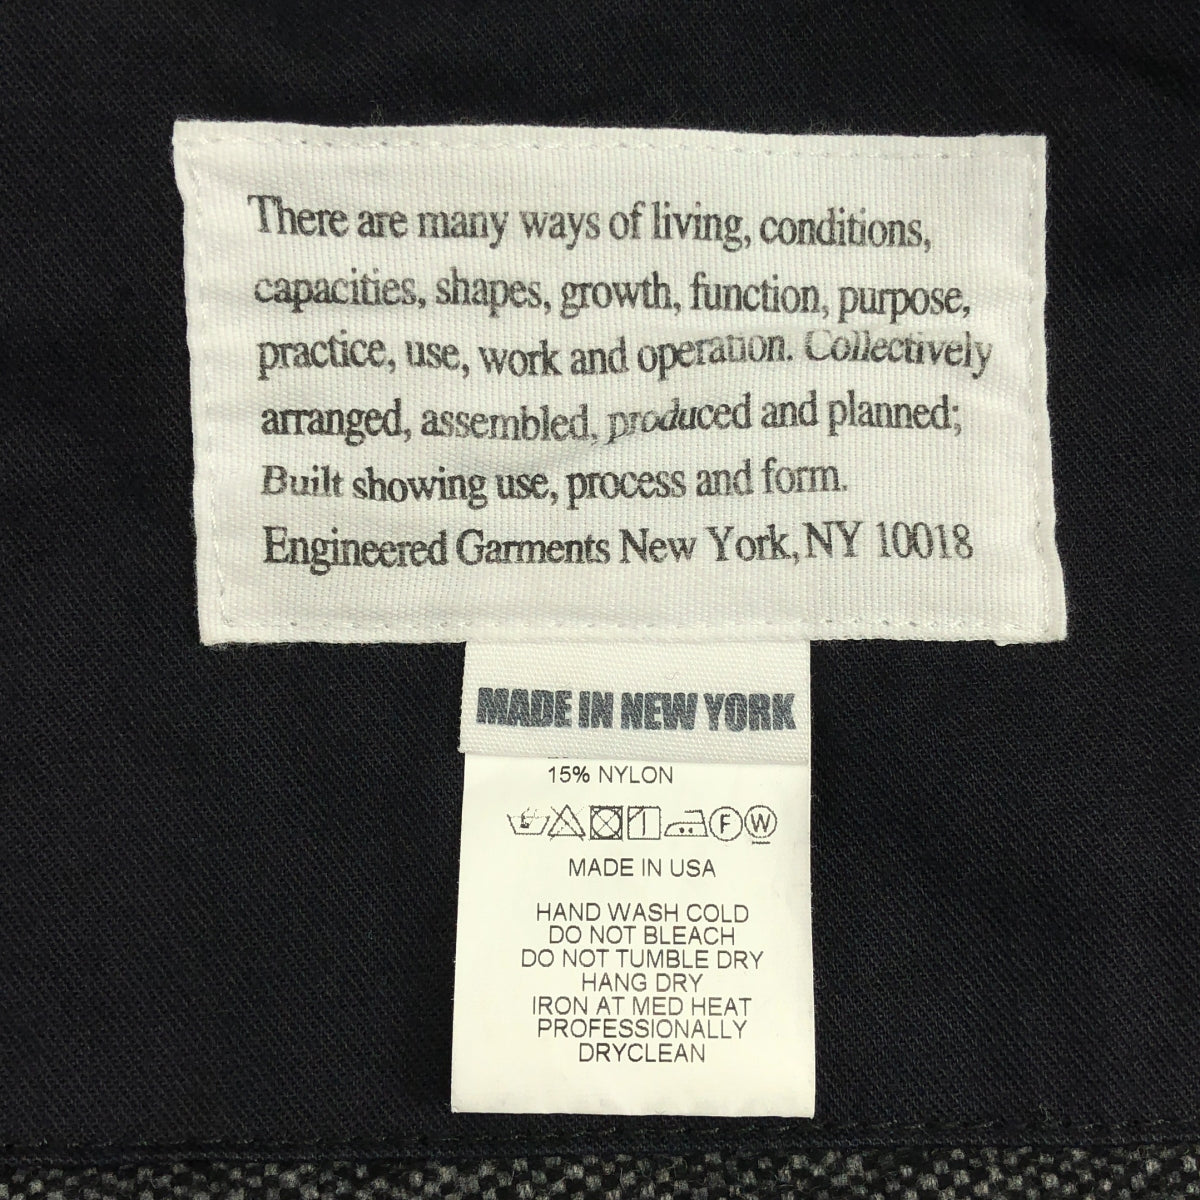 There are many ways of living, conditions,
capacities, shapes, growth, function, purpose,
practice, use, work and operation. Collectively
arranged, assembled, produced and planned;
Built showing use, process and form.
Engineered Garments New York, NY 10018
MADE IN NEW YORK
15% NYLON
F W
MADE IN USA
HAND WASH COLD
DO NOT BLEACH
DO NOT TUMBLE DRY
HANG DRY
IRON AT MED HEAT
PROFESSIONALLY
DRYCLEAN